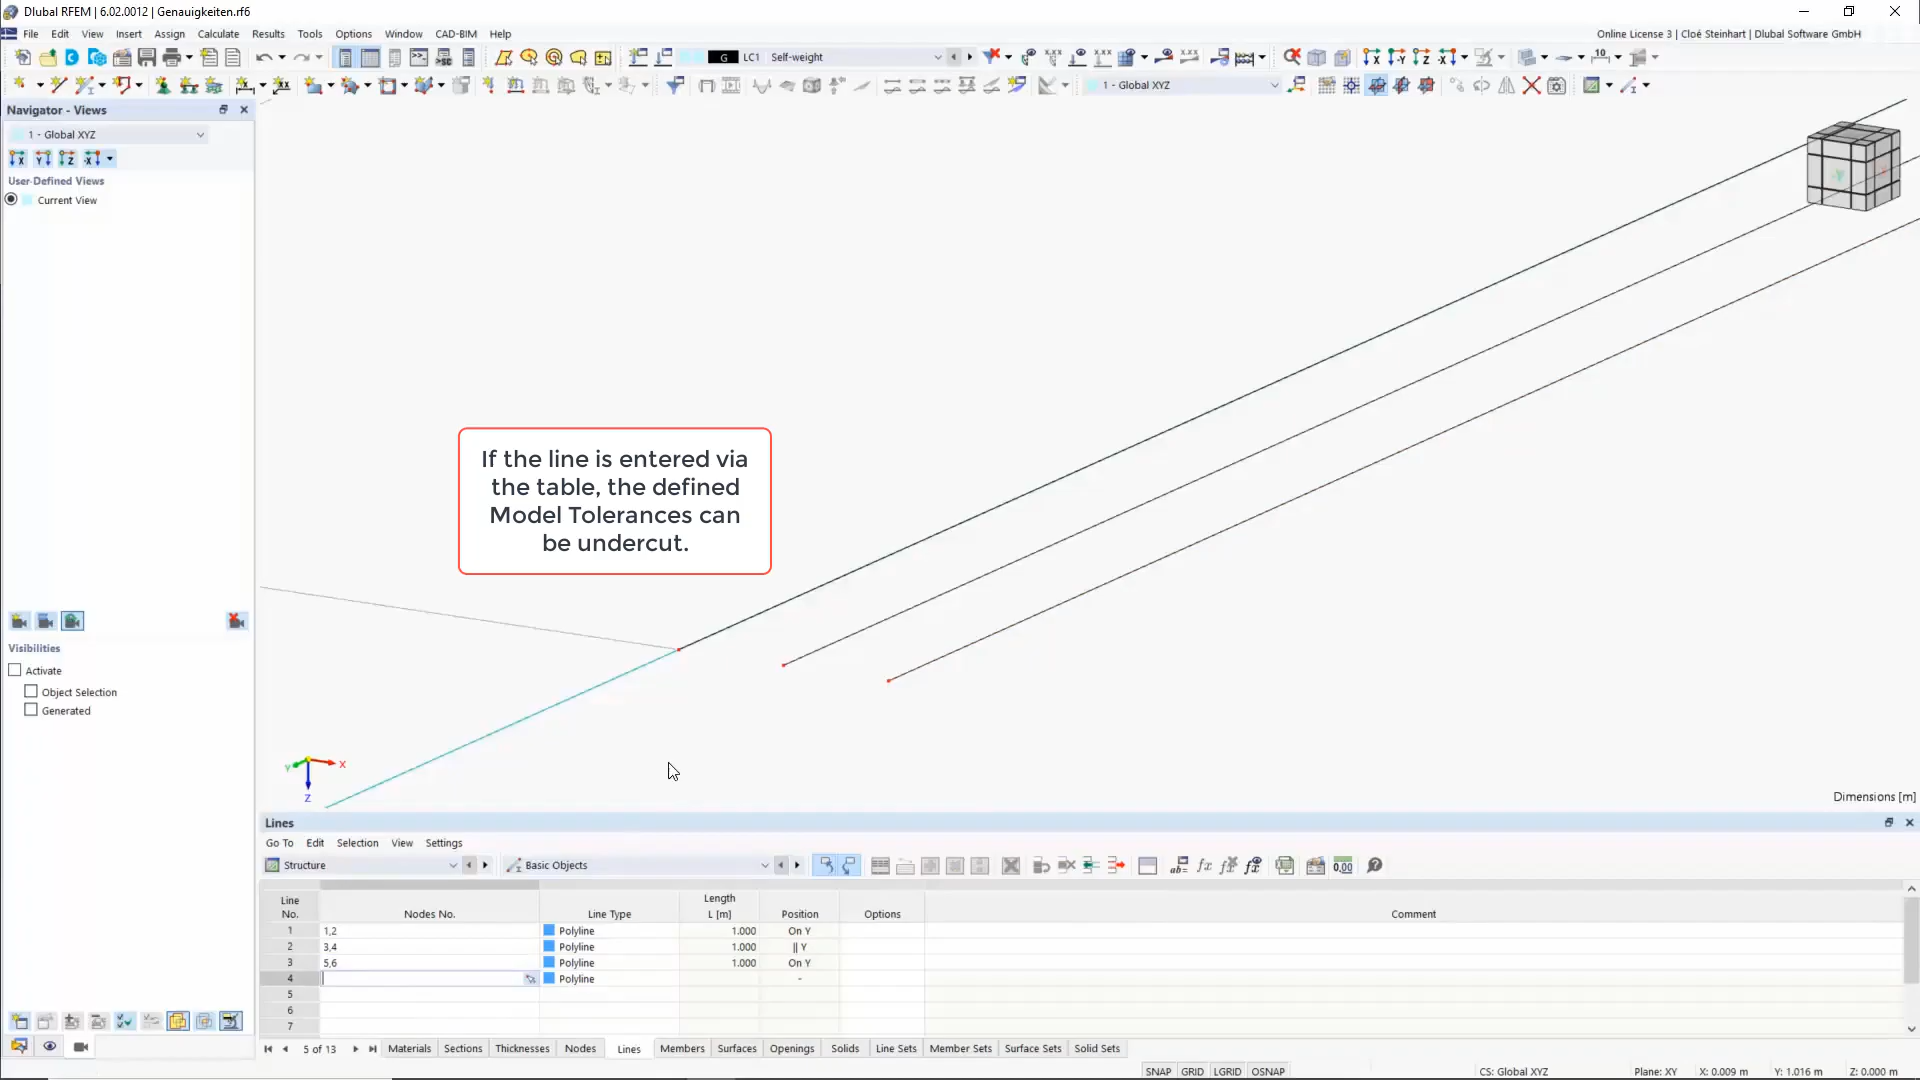 Dlubal RFEM | 6.02.0012 | Genauigkeiten.rf6
File Edit View Insert Assign Calculate Results Tools Options Window CAD-BIM Help
Online License 3 | Cloé Steinhart | Dlubal Software GmbH
G LC1 Self-weight
1 - Global XYZ
Navigator - Views
1 - Global XYZ
User-Defined Views
Current View
If the line is entered via
the table, the defined
Model Tolerances can
be undercut.
Visibilities
Activate
Object Selection
Generated
Y X
Z
Dimensions [m]
Lines
Go To Edit Selection View Settings
Structure Basic Objects
Line
No. Nodes No. Line Type Length
L [m] Position Options Comment
1 1,2 Polyline 1.000 On Y
2 3,4 Polyline 1.000 || Y
3 5,6 Polyline 1.000 On Y
4 Polyline -
5
6
7
5 of 13 Materials Sections Thicknesses Nodes Lines Members Surfaces Openings Solids Line Sets Member Sets Surface Sets Solid Sets
SNAP GRID LGRID OSNAP CS: Global XYZ Plane: XY X: 0.009 m Y: 1.016 m Z: 0.000 m